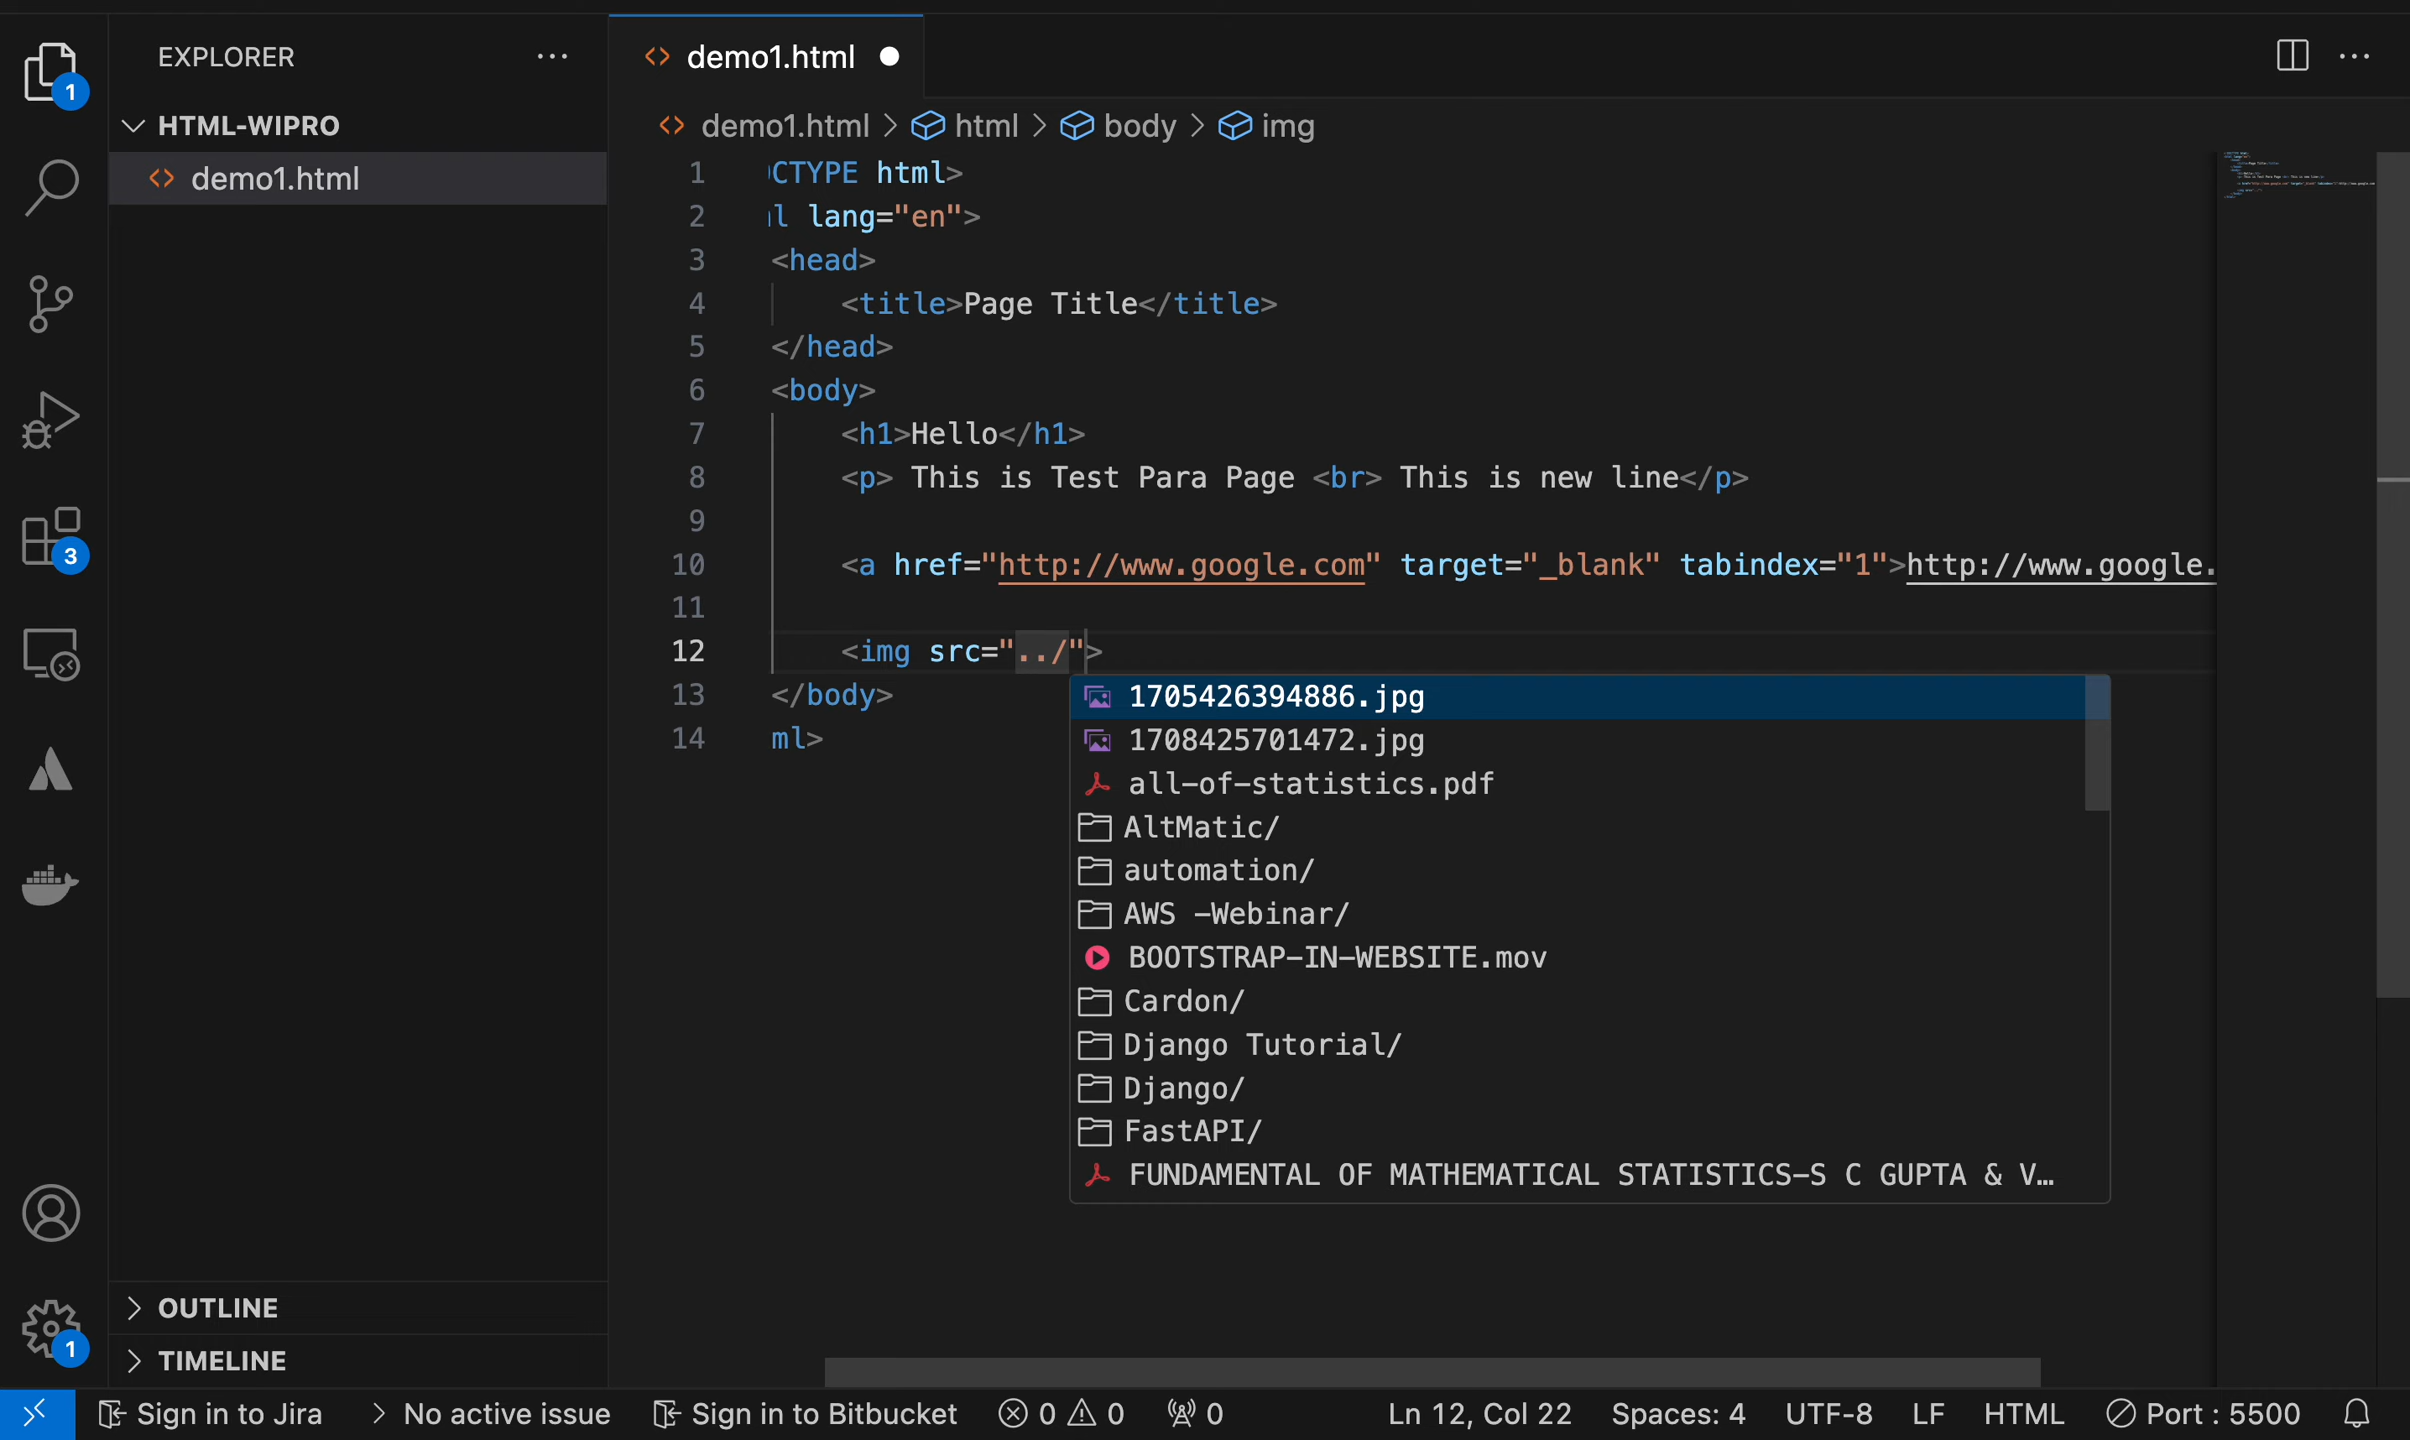 EXPLORER
demo1.html
1
HTML-WIPRO
demo1.html
demo1.html > html > body > img
1 CTYPE html>
2 l lang="en">
3 <head>
4 <title>Page Title</title>
5 </head>
6 <body>
7 <h1>Hello</h1>
8 <p> This is Test Para Page <br> This is new line</p>
9
10 <a href="http://www.google.com" target="_blank" tabindex="1">http://www.google.
11
12 <img src="../">
13 </body>
14 ml>
3
1705426394886.jpg
1708425701472.jpg
all-of-statistics.pdf
AltMatic/
automation/
AWS -Webinar/
BOOTSTRAP-IN-WEBSITE.mov
Cardon/
Django Tutorial/
Django/
FastAPI/
FUNDAMENTAL OF MATHEMATICAL STATISTICS-S C GUPTA & V…
OUTLINE
1
TIMELINE
Sign in to Jira > No active issue Sign in to Bitbucket 0 0 0 Ln 12, Col 22 Spaces: 4 UTF-8 LF HTML Port : 5500